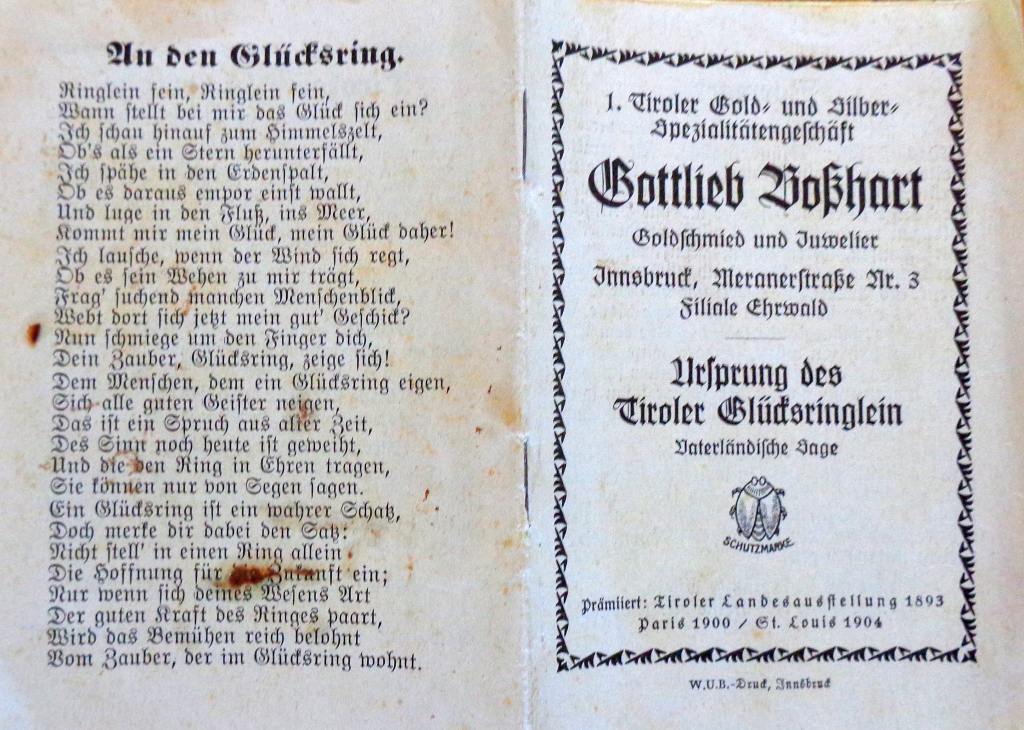 An den Glücksring.
Ringlein fein, Ringlein fein,
Wann stellt bei mir das Glück sich ein?
Ich schau hinauf zum Himmelszelt,
Ob's als ein Stern herunterfällt,
Ich spähe in den Erdenspalt,
Ob es daraus empor einst wallt,
Und luge in den Fluß, ins Meer,
Kommt mir mein Glück, mein Glück daher!
Ich lausche, wenn der Wind sich regt,
Ob es sein Wehen zu mir trägt,
Frag' suchend manchen Menschenblick,
Webt dort sich jetzt mein gut' Geschick?
Nun schmiege um den Finger dich,
Dein Zauber, Glücksring, zeige sich!
Dem Menschen, dem ein Glücksring eigen,
Sich alle guten Geister neigen,
Das ist ein Spruch aus alter Zeit,
Des Sinn noch heute ist geweiht,
Und die den Ring in Ehren tragen,
Sie können nur von Segen sagen.
Ein Glücksring ist ein wahrer Schatz,
Doch merke dir dabei den Satz:
Nicht stell' in einen Ring allein
Die Hoffnung für die Zukunft ein;
Nur wenn sich deines Wesens Art
Der guten Kraft des Ringes paart,
Wird das Bemühen reich belohnt
Vom Zauber, der im Glücksring wohnt.
1. Tiroler Gold- und Silber-
Spezialitätengeschäft
Gottlieb Boßhart
Goldschmied und Juwelier
Innsbruck, Meranerstraße Nr. 3
Filiale Ehrwald
Ursprung des
Tiroler Glücksringlein
Vaterländische Sage
SCHUTZMARKE
Prämiiert: Tiroler Landesausstellung 1893
Paris 1900 / St. Louis 1904
W.U.B.-Druck, Innsbruck